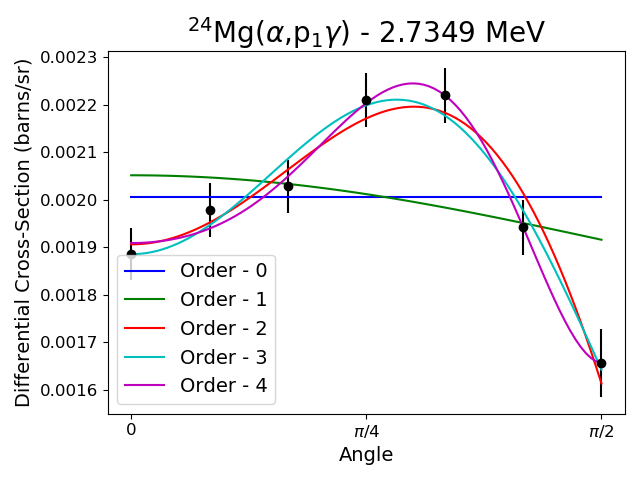 ²⁴Mg(α,p₁γ) - 2.7349 MeV
Differential Cross-Section (barns/sr)
0.0023
0.0022
0.0021
0.0020
0.0019
0.0018
0.0017
0.0016
Order - 0
Order - 1
Order - 2
Order - 3
Order - 4
0
π/4
π/2
Angle